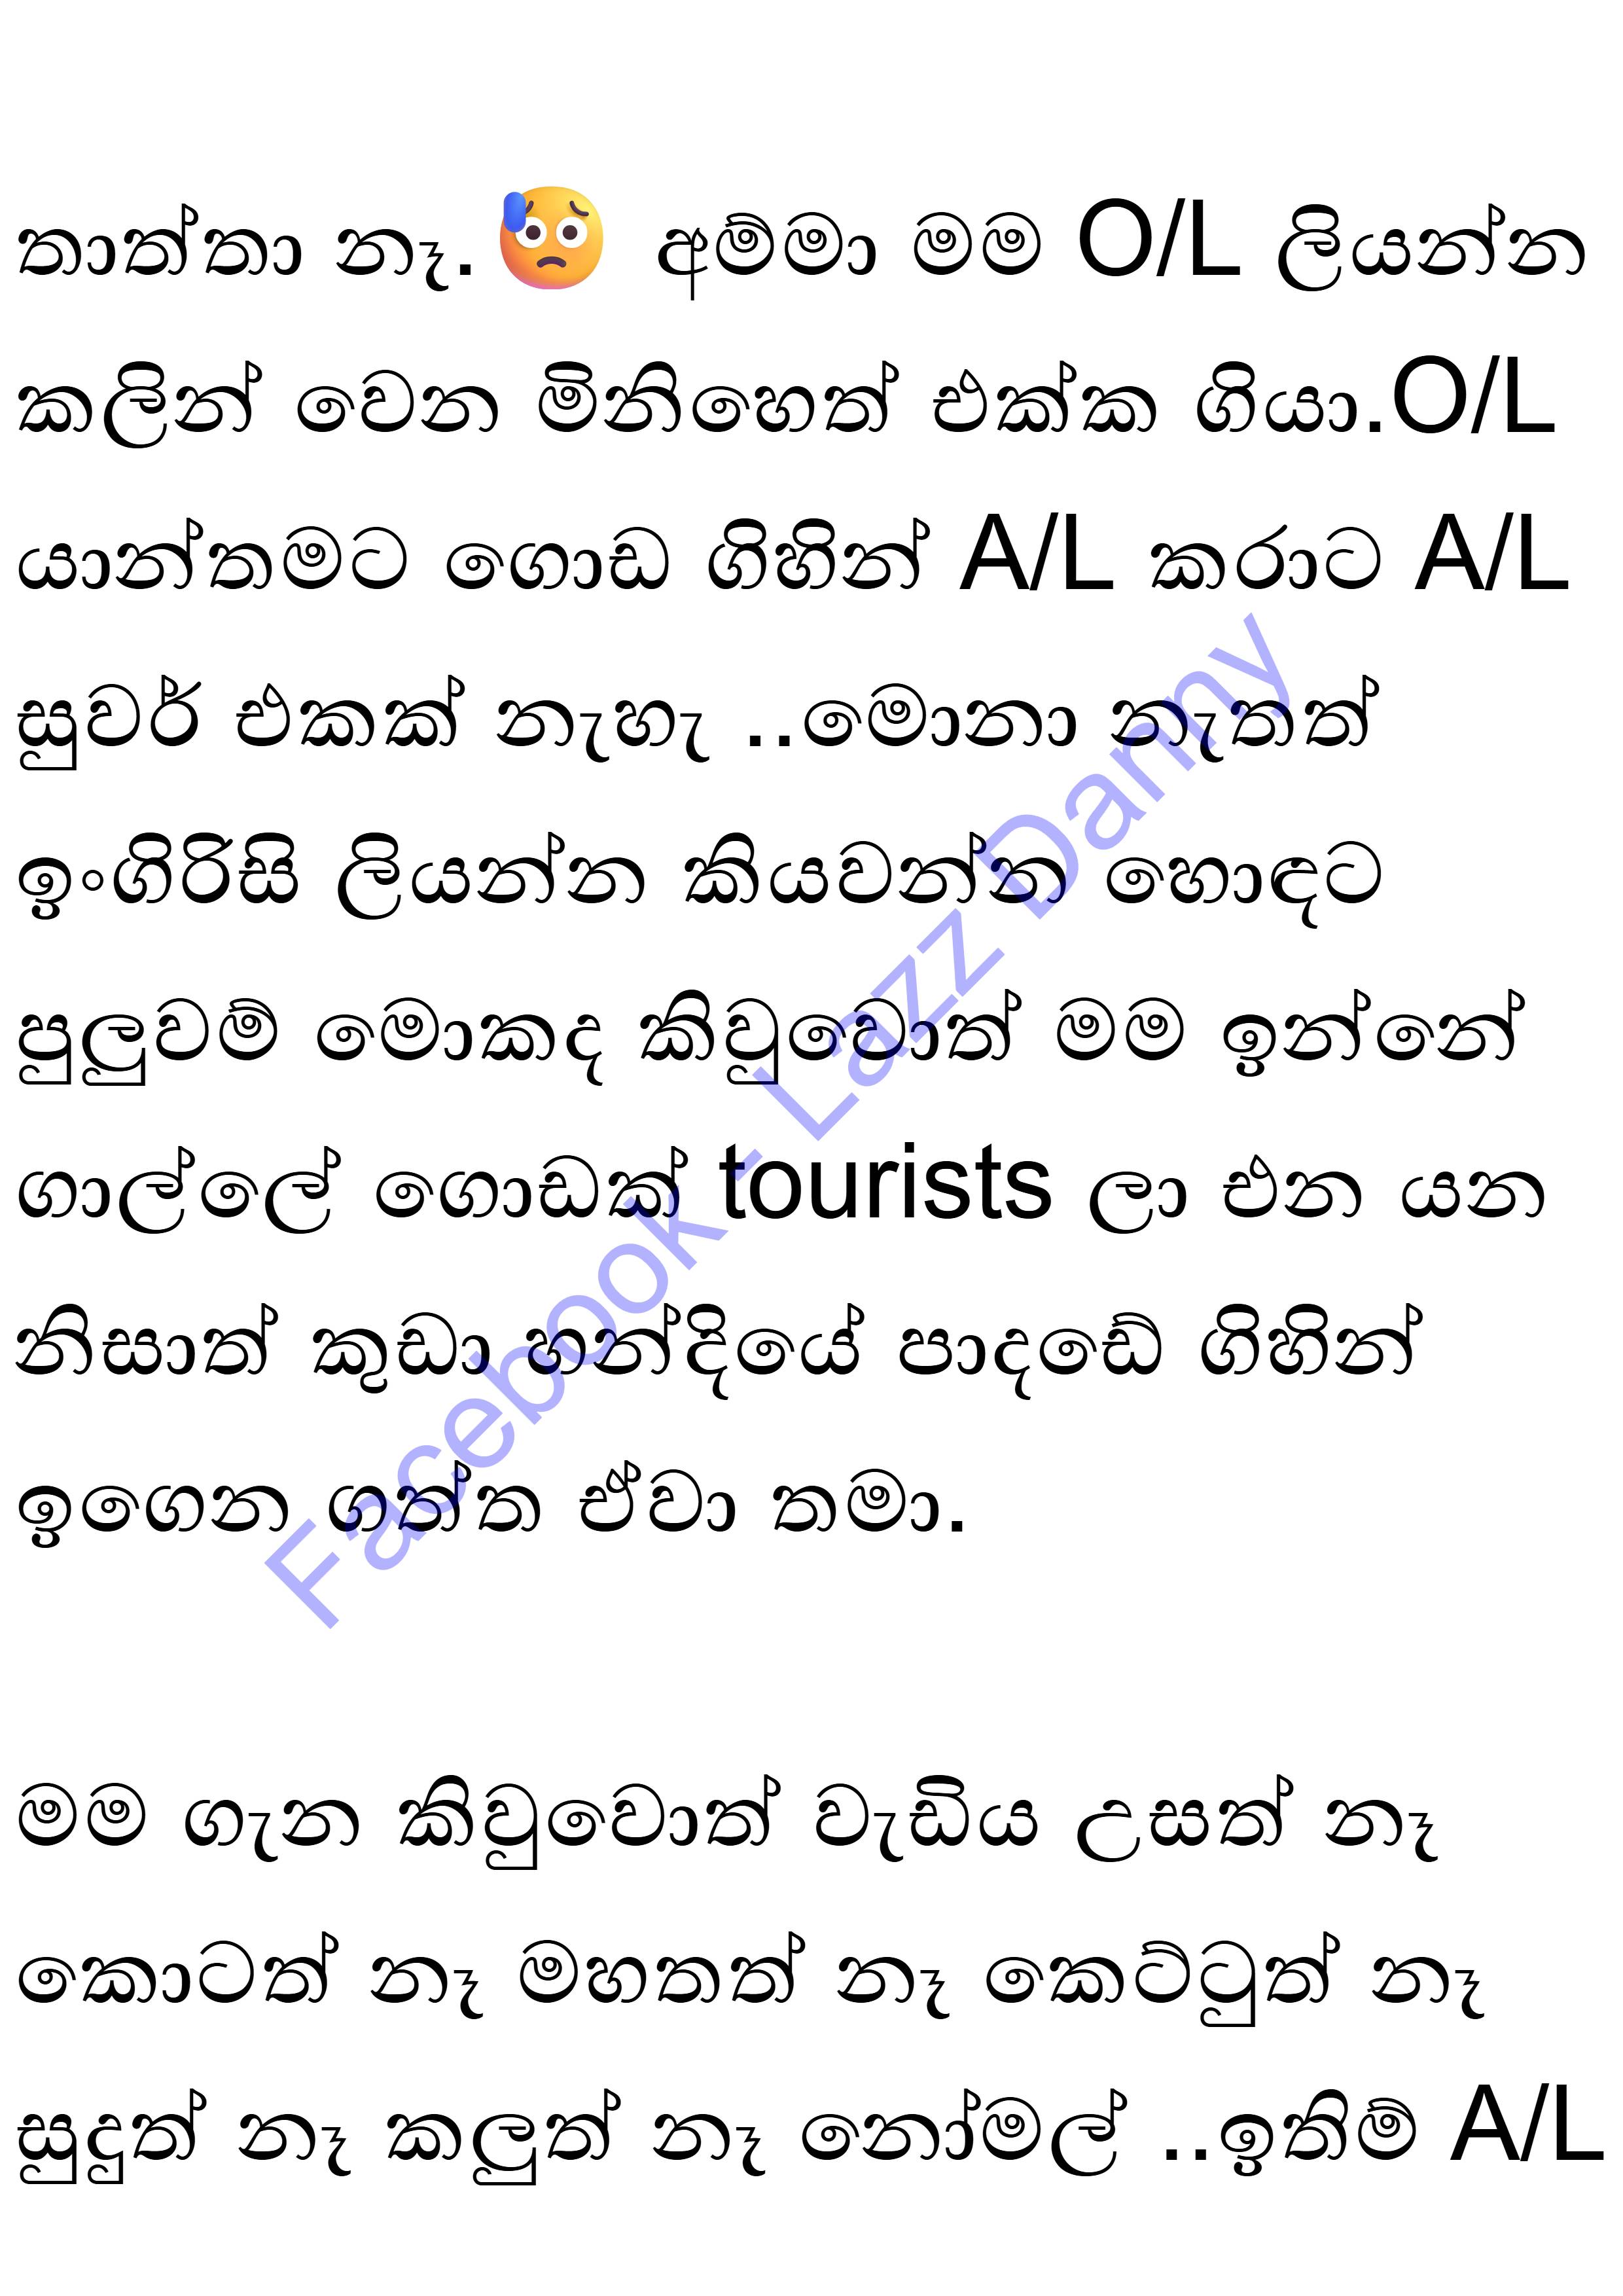 තාත්තා නෑ.😰 අම්මා මම O/L ලියන්න
කලින් වෙන මිනිහෙත් එක්ක ගියා.O/L
යාන්තමට ගොඩ ගිහින් A/L කරාට A/L
සුවර් එකක් නැහැ ..මොනා නැතත්
ඉංගිරිසි ලියන්න කියවන්න හොඳට
පුලුවම් මොකද කිවුවොත් මම ඉන්නේ
ගාල්ලේ ගොඩක් tourists ලා එන යන
නිසාත් කුඩා හන්දියේ පාදඩේ ගිහින්
ඉගෙන ගත්ත ඒවා තමා.
මම ගැන කිවුවොත් වැඩිය උසත් නෑ
කොටත් නෑ මහතත් නෑ කෙට්ටුත් නෑ
සුදුත් නෑ කලුත් නෑ නෝමල් ..ඉතිම් A/L
Facebook - Lazz Danny